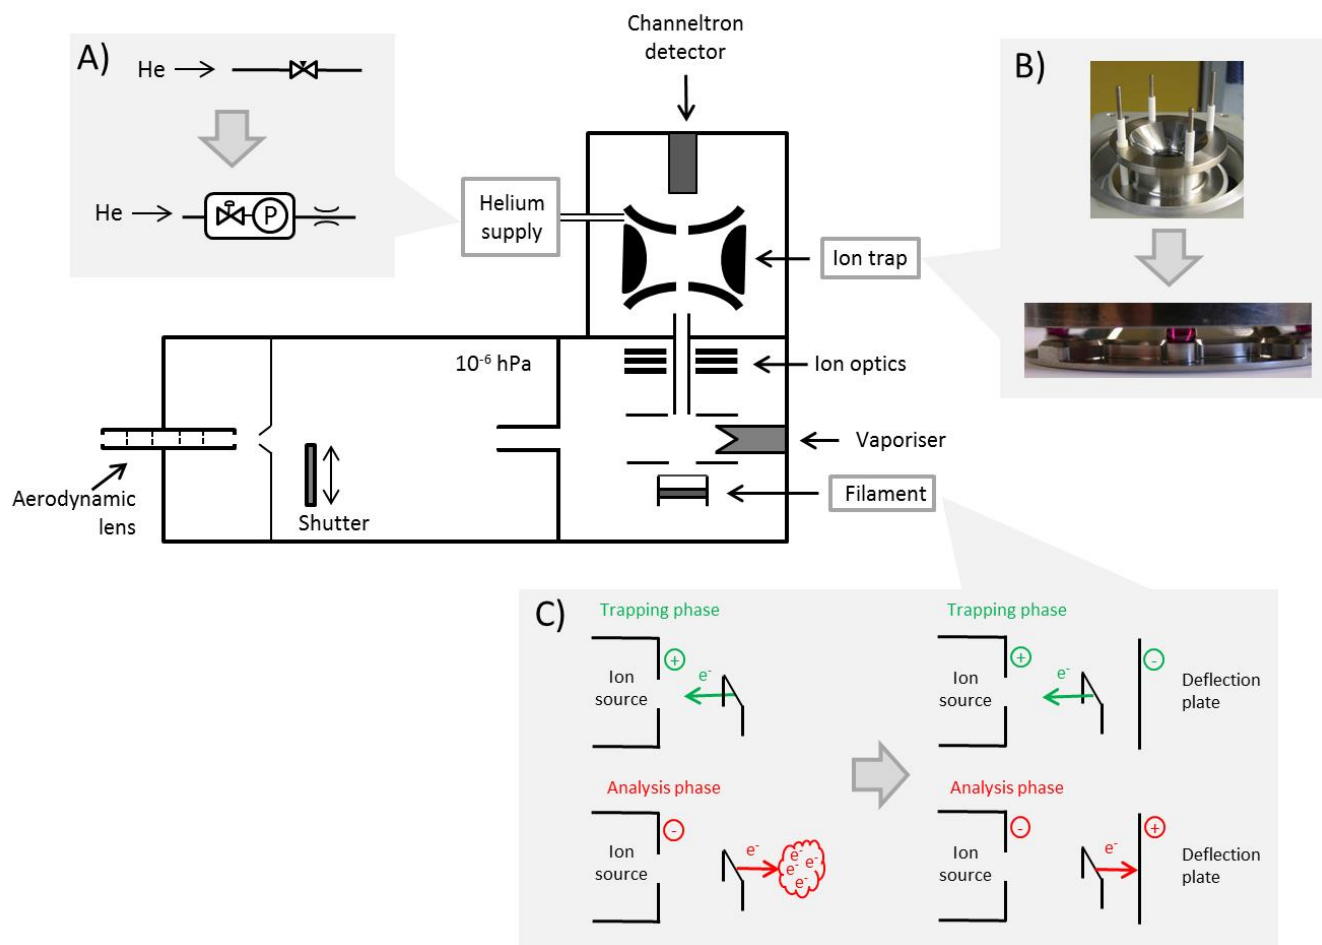 Channeltron
detector
A)
He
He
P
Helium
supply
B)
Ion trap
10⁻⁶ hPa
Ion optics
Vaporiser
Filament
Aerodynamic
lens
Shutter
C)
Trapping phase
+
Ion
source
e⁻
Trapping phase
+
Ion
source
e⁻
-
Deflection
plate
Analysis phase
-
Ion
source
e⁻
e⁻
e⁻
e⁻
e⁻
Analysis phase
-
Ion
source
e⁻
+
Deflection
plate